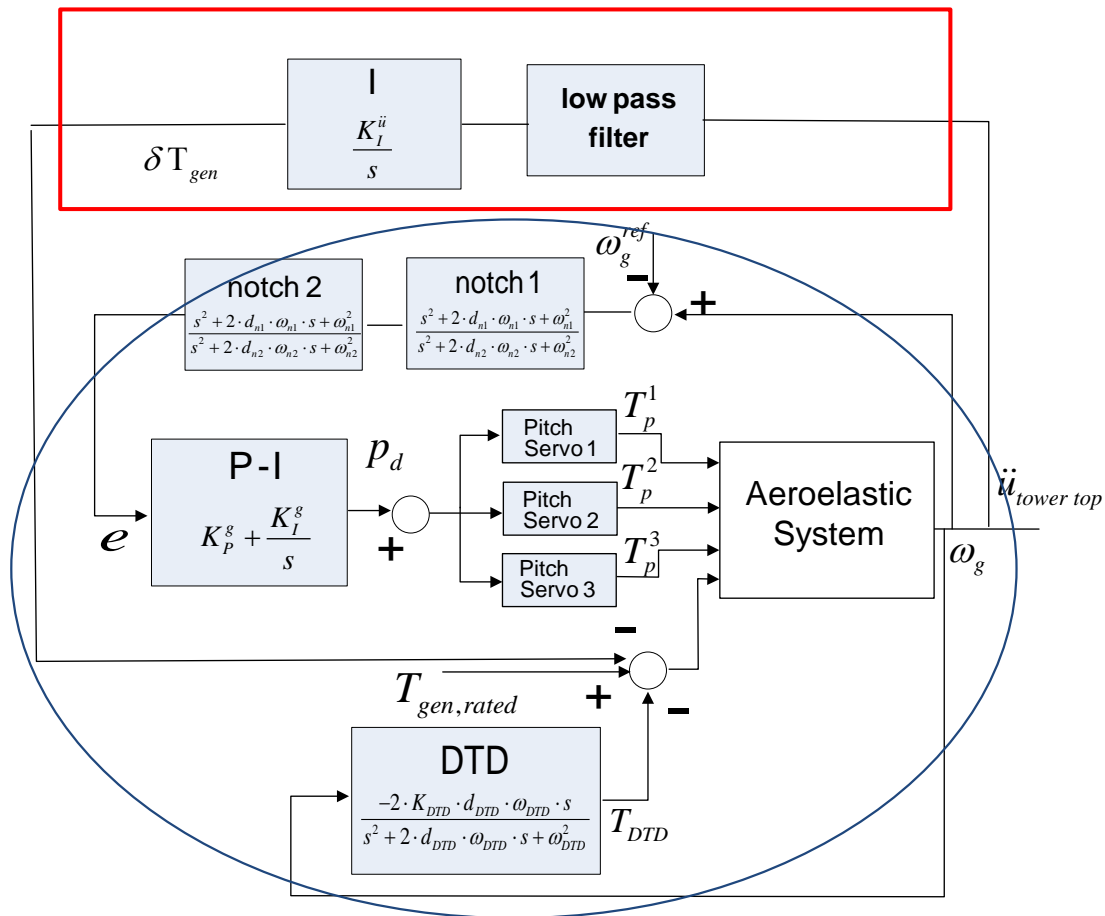 I
K_I^ü / s
low pass
filter
δT_gen
ω_g^ref
-
+
notch 2
s² + 2·d_n1·ω_n1·s + ω_n1² / s² + 2·d_n2·ω_n2·s + ω_n2²
notch 1
s² + 2·d_n1·ω_n1·s + ω_n1² / s² + 2·d_n2·ω_n2·s + ω_n2²
P-I
K_P^g + K_I^g / s
e
p_d
+
Pitch
Servo 1
Pitch
Servo 2
Pitch
Servo 3
T_p^1
T_p^2
T_p^3
Aeroelastic
System
ü_tower top
ω_g
-
T_gen,rated
+
-
DTD
-2·K_DTD·d_DTD·ω_DTD·s / s² + 2·d_DTD·ω_DTD·s + ω_DTD²
T_DTD